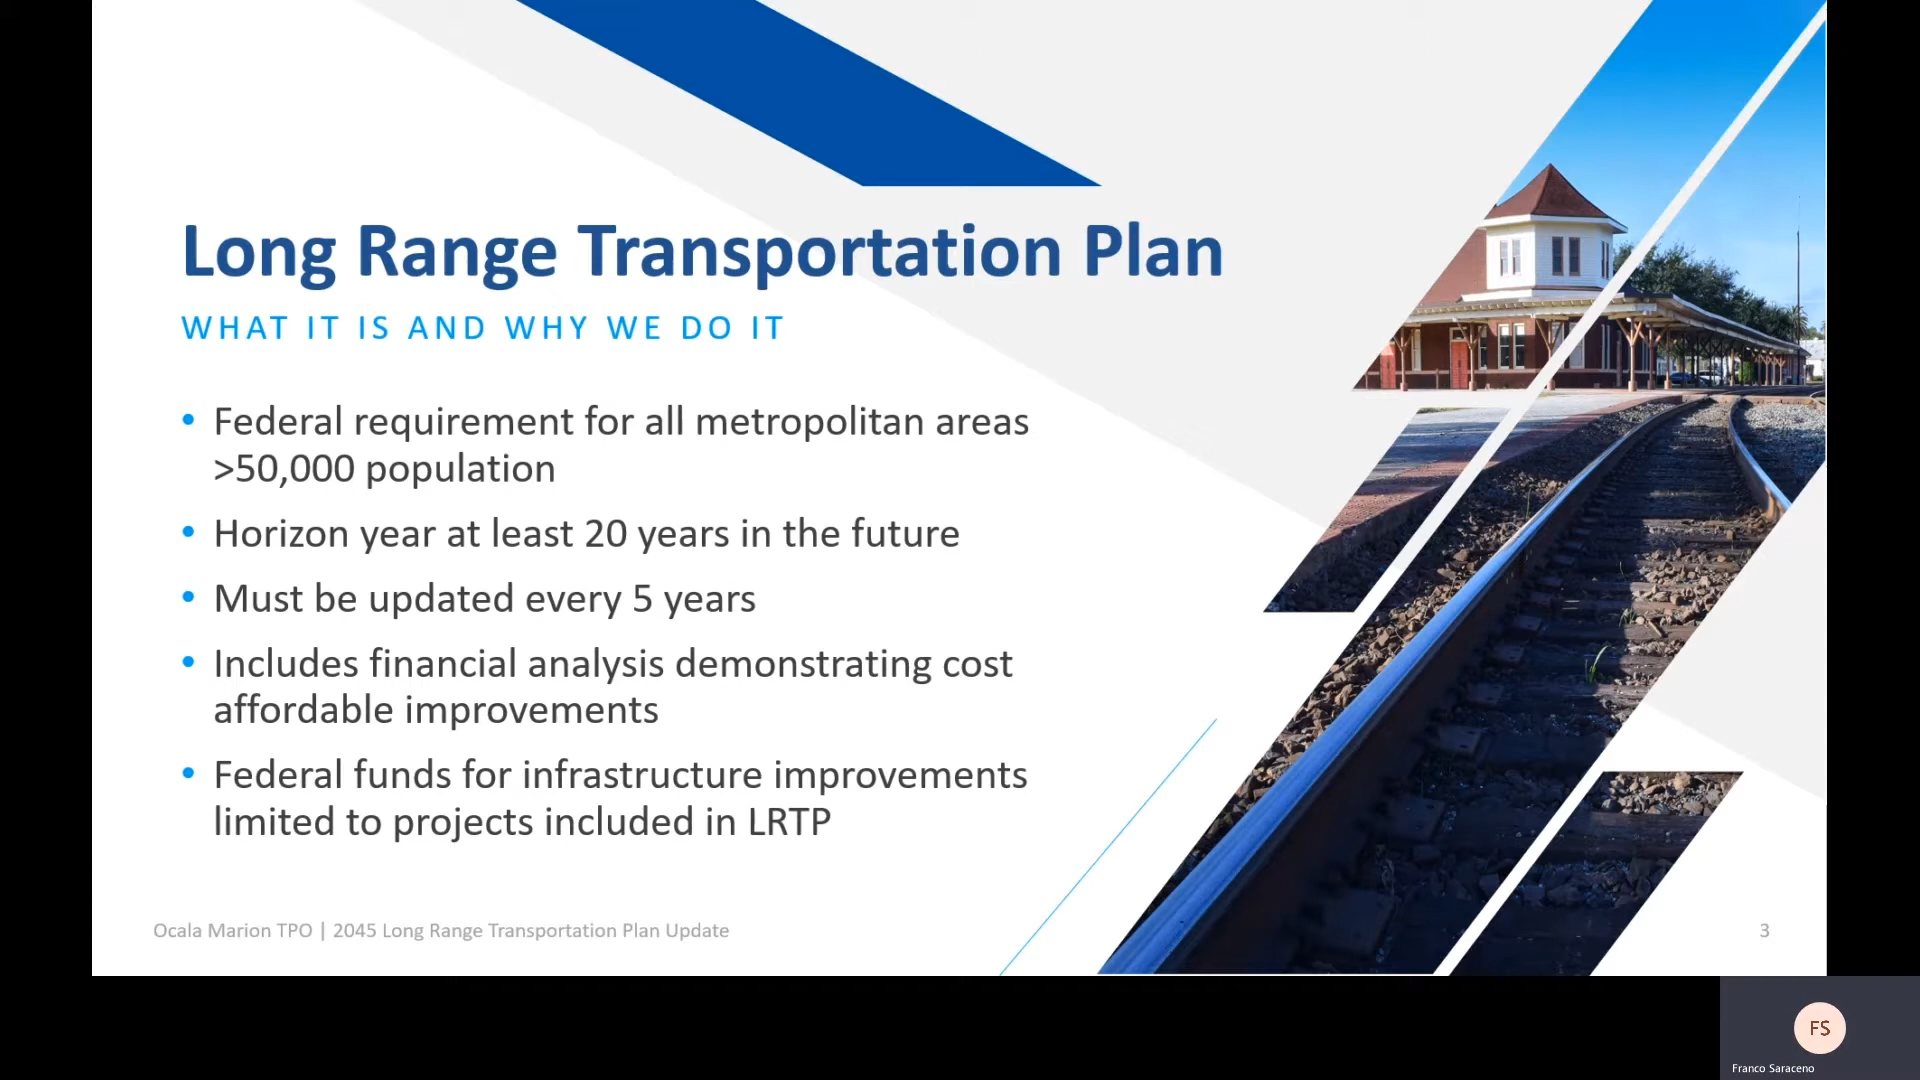 Long Range Transportation Plan
WHAT IT IS AND WHY WE DO IT
• Federal requirement for all metropolitan areas
>50,000 population
• Horizon year at least 20 years in the future
• Must be updated every 5 years
• Includes financial analysis demonstrating cost
affordable improvements
• Federal funds for infrastructure improvements
limited to projects included in LRTP
Ocala Marion TPO | 2045 Long Range Transportation Plan Update
3
FS
Franco Saraceno